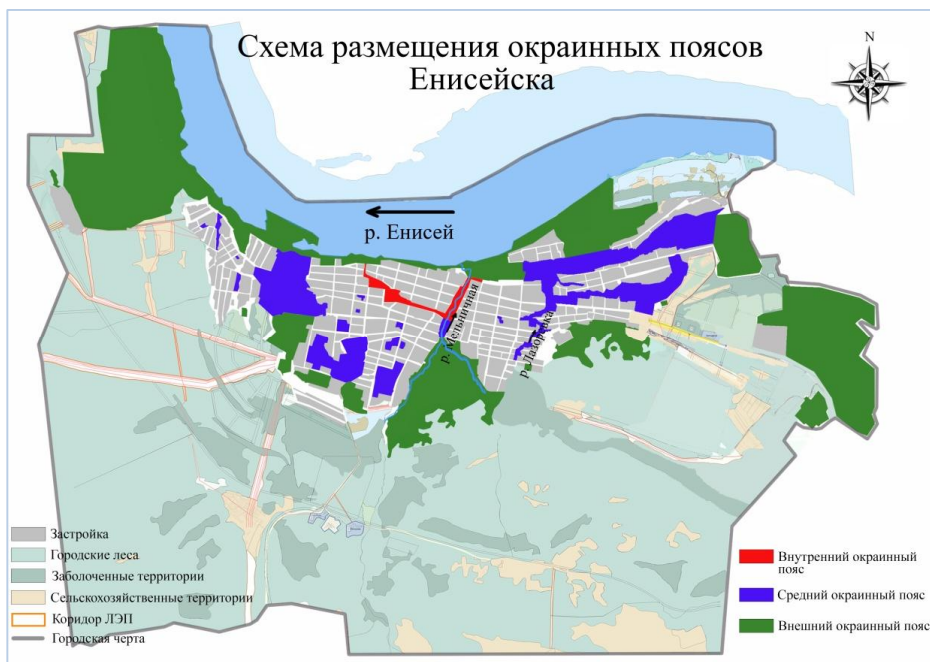 Схема размещения окраинных поясов
Енисейска
N
р. Енисей
р. Мельничная
р. Лазоревка
Застройка
Городские леса
Заболоченные территории
Сельскохозяйственные территории
Коридор ЛЭП
Городская черта
Внутренний окраинный
пояс
Средний окраинный пояс
Внешний окраинный пояс